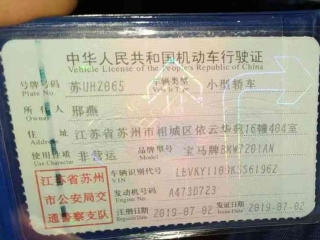 中华人民共和国机动车行驶证
Vehicle License of the People's Republic of China
号牌号码 苏UHZ065 车辆类型 小型轿车
Plate No. Vehicle Type
所有人 邢燕
Owner
住址 江苏省苏州市相城区依云华苑16幢404室
Address
使用性质 非营运 品牌型号 宝马牌BMW7201AN
江苏省苏州 车辆识别代号
市公安局交 VIN
通警察支队 发动机号码 A473D723
Engine No.
注册日期 2019-07-02 发证日期 2019-07-02
Register Date Issue Date